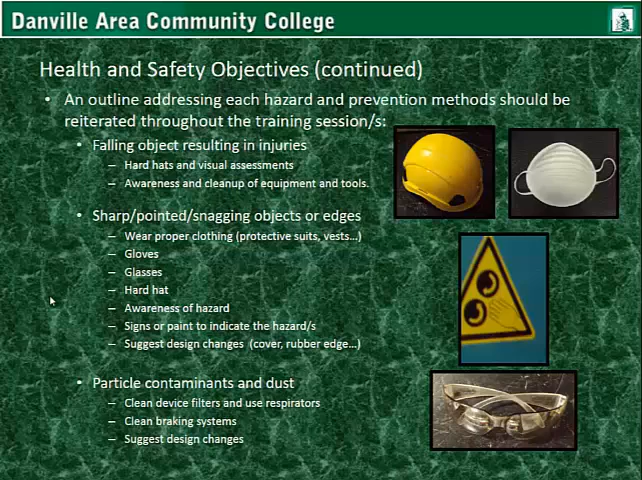 Danville Area Community College
Health and Safety Objectives (continued)
• An outline addressing each hazard and prevention methods should be
reiterated throughout the training session/s:
• Falling object resulting in injuries
– Hard hats and visual assessments
– Awareness and cleanup of equipment and tools.
• Sharp/pointed/snagging objects or edges
– Wear proper clothing (protective suits, vests...)
– Gloves
– Glasses
– Hard hat
– Awareness of hazard
– Signs or paint to indicate the hazard/s
– Suggest design changes (cover, rubber edge...)
• Particle contaminants and dust
– Clean device filters and use respirators
– Clean braking systems
– Suggest design changes